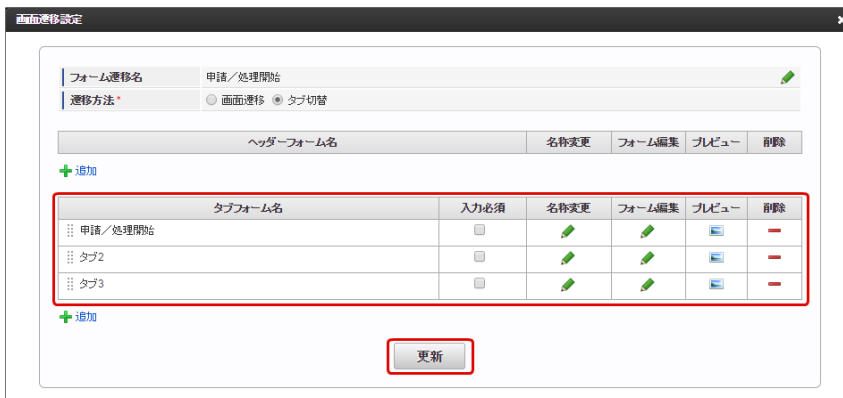 画面遷移設定
フォーム遷移名 申請／処理開始
遷移方法* 画面遷移 タブ切替
ヘッダーフォーム名 名称変更 フォーム編集 プレビュー 削除
追加
タブフォーム名 入力必須 名称変更 フォーム編集 プレビュー 削除
申請／処理開始
タブ2
タブ3
追加
更新